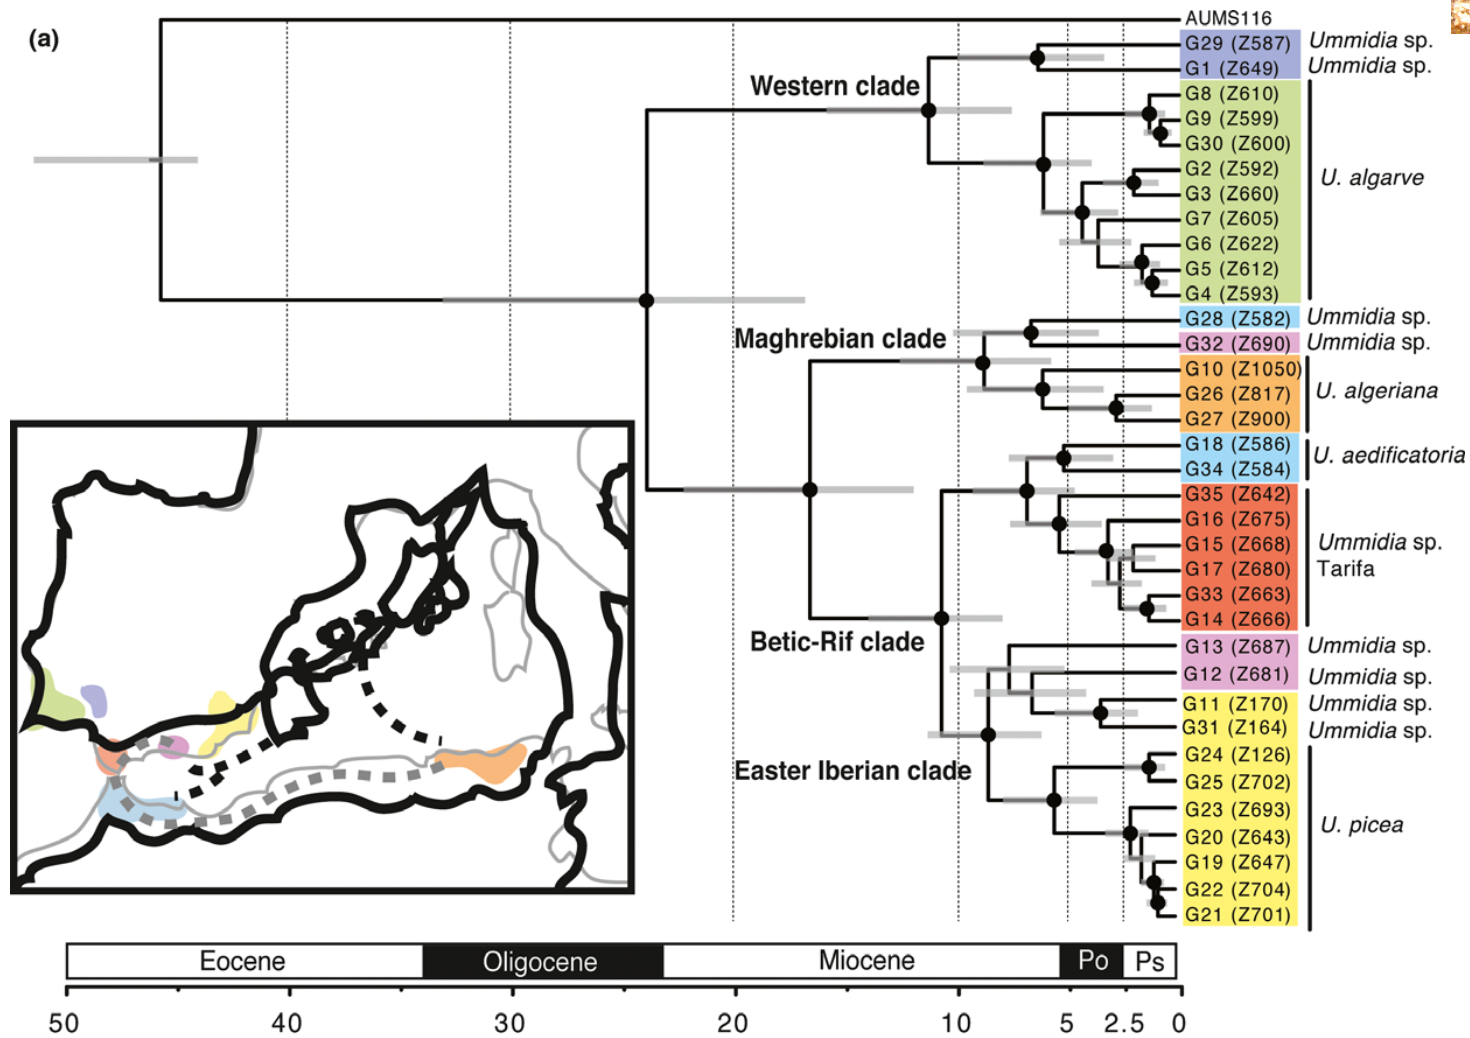 (a)
AUMS116
G29 (Z587) Ummidia sp.
G1 (Z649) Ummidia sp.
Western clade
G8 (Z610)
G9 (Z599)
G30 (Z600)
G2 (Z592)
U. algarve
G3 (Z660)
G7 (Z605)
G6 (Z622)
G5 (Z612)
G4 (Z593)
G28 (Z582) Ummidia sp.
Maghrebian clade
G32 (Z690) Ummidia sp.
G10 (Z1050)
G26 (Z817) U. algeriana
G27 (Z900)
G18 (Z586)
U. aedificatoria
G34 (Z584)
G35 (Z642)
G16 (Z675)
G15 (Z668) Ummidia sp.
G17 (Z680) Tarifa
G33 (Z663)
G14 (Z666)
Betic-Rif clade
G13 (Z687) Ummidia sp.
G12 (Z681) Ummidia sp.
G11 (Z170) Ummidia sp.
G31 (Z164) Ummidia sp.
G24 (Z126)
Easter Iberian clade
G25 (Z702)
G23 (Z693)
U. picea
G20 (Z643)
G19 (Z647)
G22 (Z704)
G21 (Z701)
Eocene Oligocene Miocene Po Ps
50 40 30 20 10 5 2.5 0